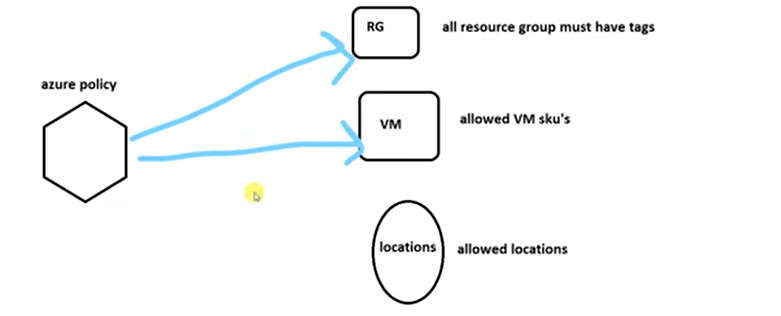 RG
all resource group must have tags
azure policy
VM
allowed VM sku's
locations
allowed locations